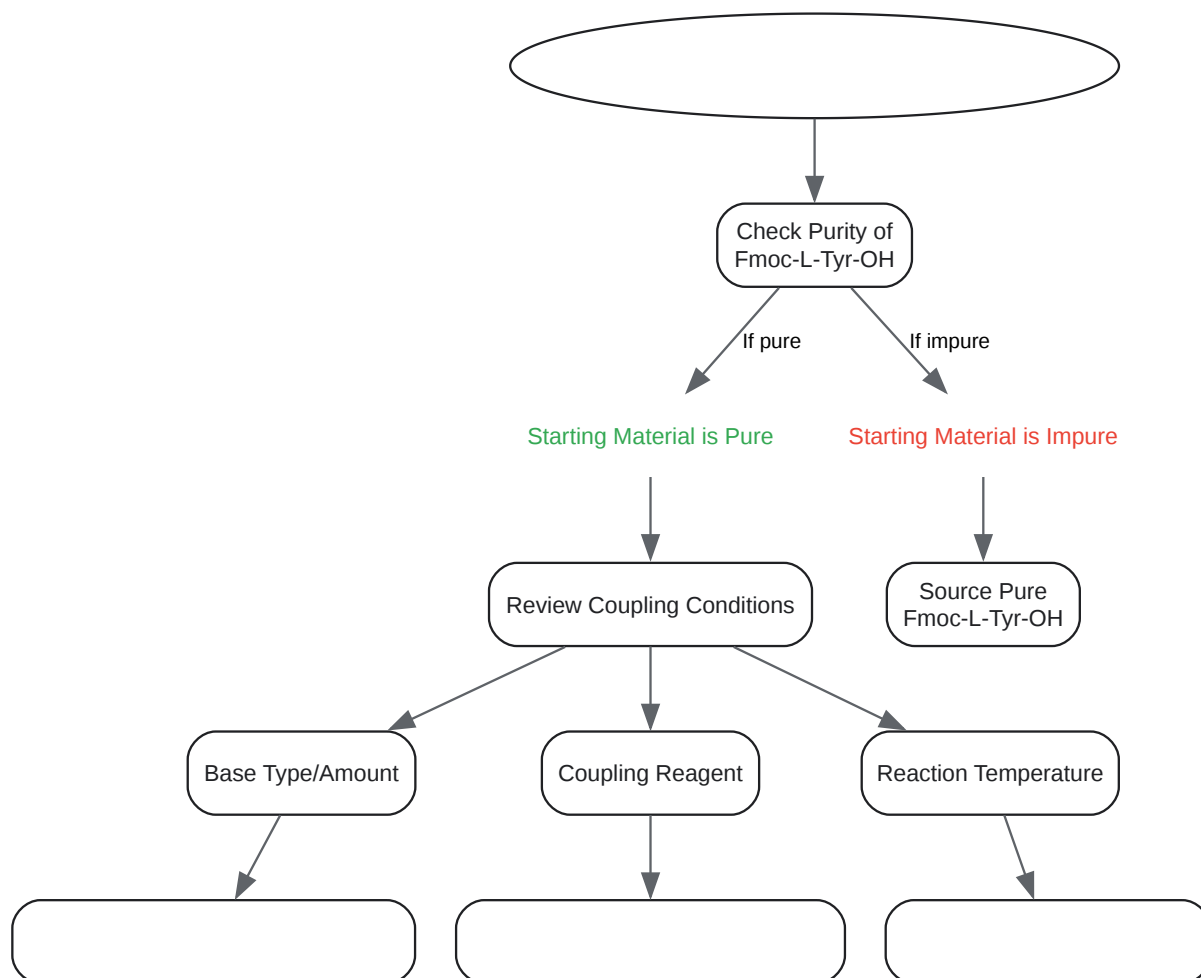 Check Purity of
Fmoc-L-Tyr-OH
If pure
If impure
Starting Material is Pure
Starting Material is Impure
Review Coupling Conditions
Source Pure
Fmoc-L-Tyr-OH
Base Type/Amount
Coupling Reagent
Reaction Temperature